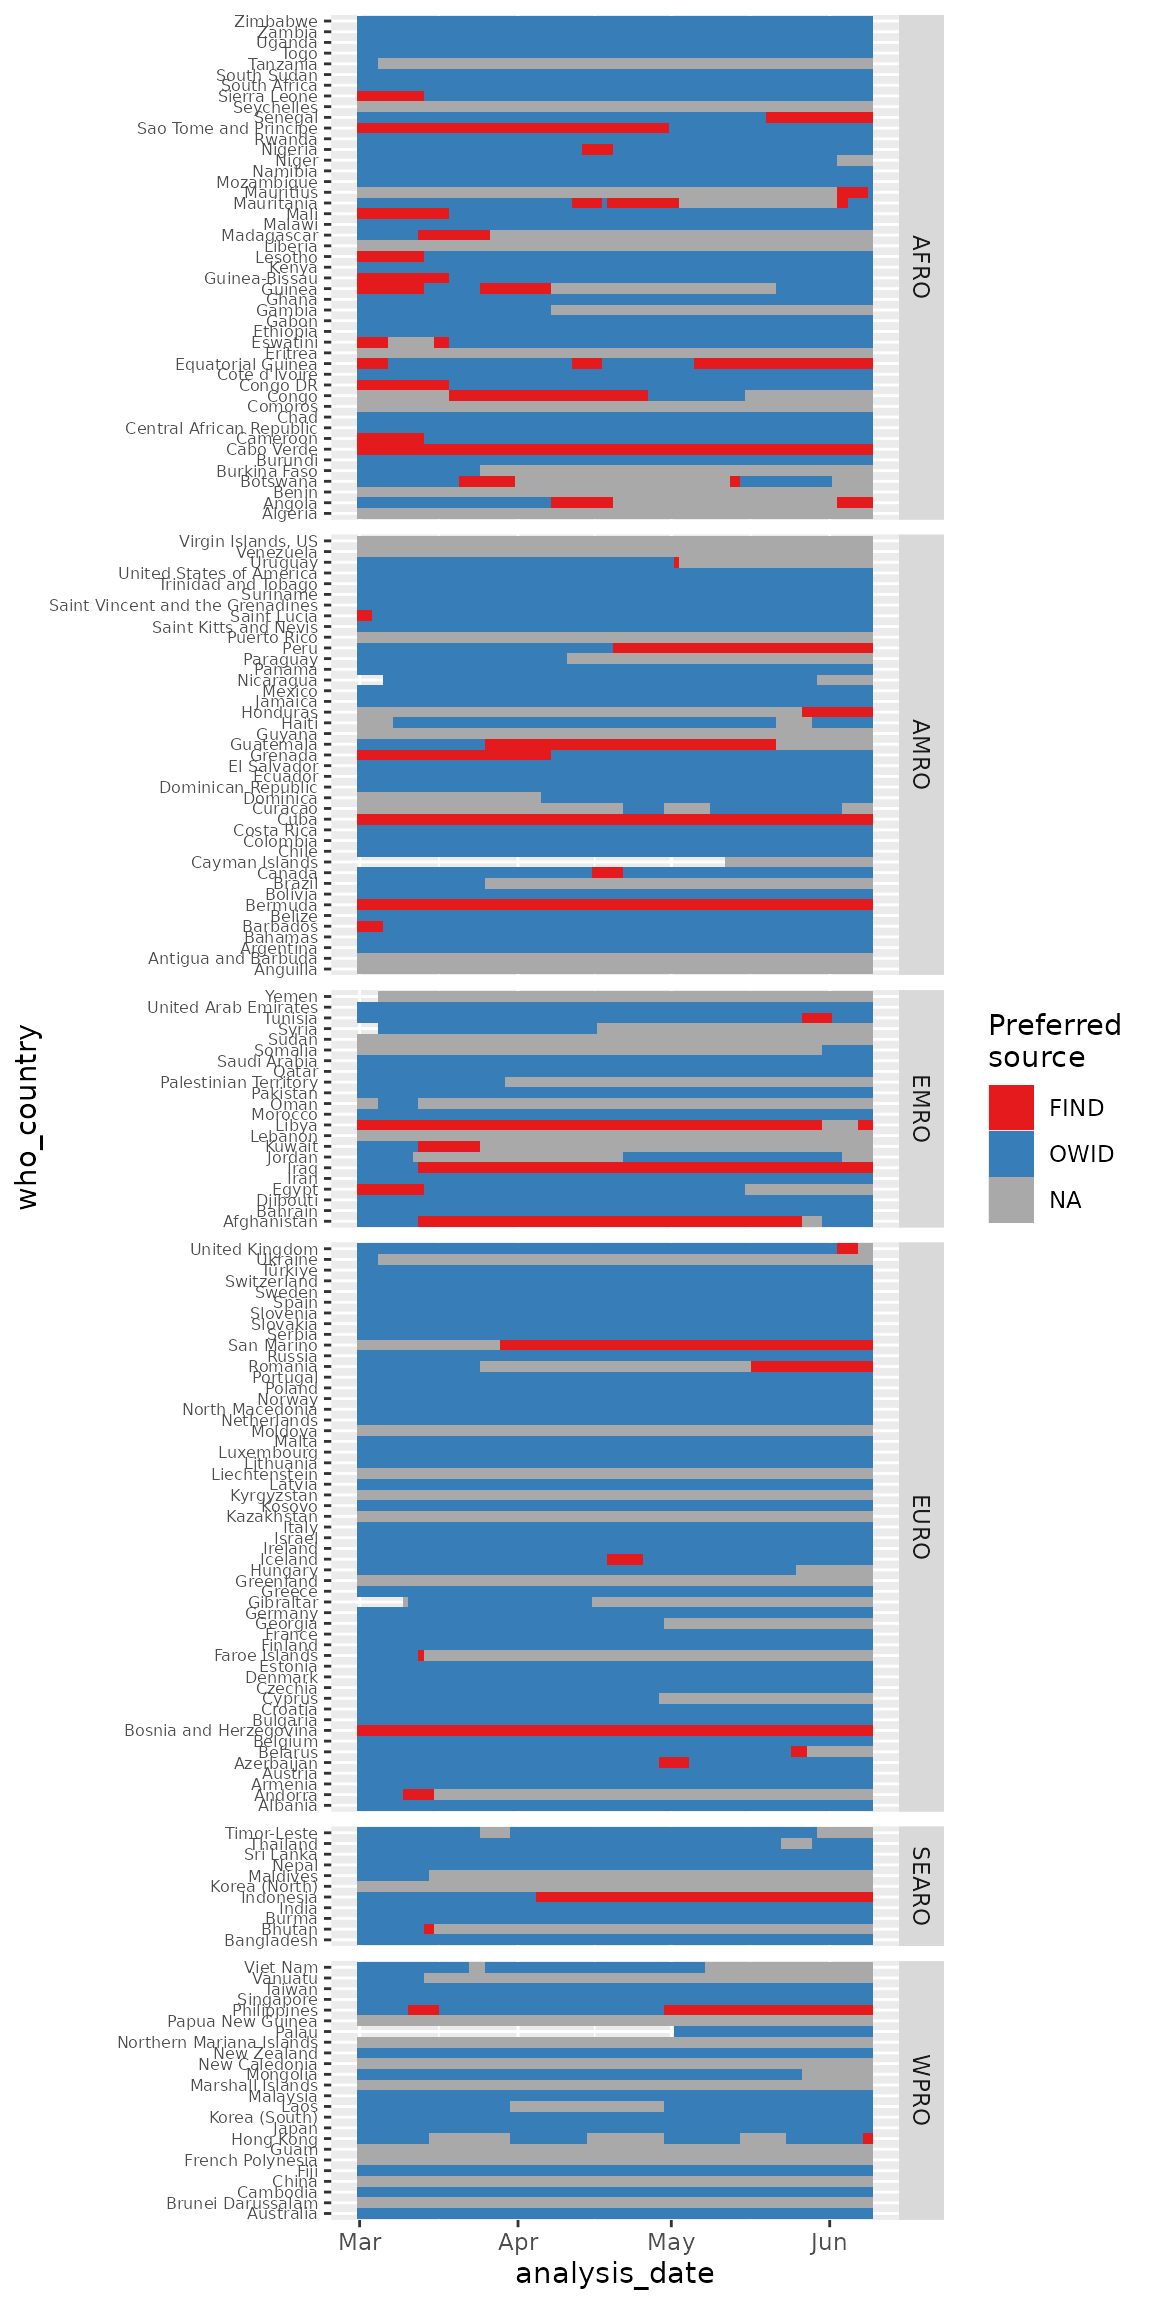 Zimbabwe
Zambia
Uganda
Togo
Tanzania
South Sudan
South Africa
Sierra Leone
Seychelles
Senegal
Sao Tome and Principe
Rwanda
Nigeria
Niger
Namibia
Mozambique
Mauritius
Mauritania
Mali
Malawi
Madagascar
Liberia
Lesotho
Kenya
Guinea-Bissau
Guinea
Ghana
Gambia
Gabon
Ethiopia
Eswatini
Eritrea
Equatorial Guinea
Cote d'Ivoire
Congo DR
Congo
Comoros
Chad
Central African Republic
Cameroon
Cabo Verde
Burundi
Burkina Faso
Botswana
Benin
Angola
Algeria
AFRO
Virgin Islands, US
Venezuela
Uruguay
United States of America
Trinidad and Tobago
Suriname
Saint Vincent and the Grenadines
Saint Lucia
Saint Kitts and Nevis
Puerto Rico
Peru
Paraguay
Panama
Nicaragua
Mexico
Jamaica
Honduras
Haiti
Guyana
Guatemala
Grenada
El Salvador
Ecuador
Dominican Republic
Dominica
Curacao
Cuba
Costa Rica
Colombia
Chile
Cayman Islands
Canada
Brazil
Bolivia
Bermuda
Belize
Barbados
Bahamas
Argentina
Antigua and Barbuda
Anguilla
AMRO
Yemen
United Arab Emirates
Tunisia
Syria
Sudan
Somalia
Saudi Arabia
Qatar
Palestinian Territory
Pakistan
Oman
Morocco
Libya
Lebanon
Kuwait
Jordan
Iraq
Iran
Egypt
Djibouti
Bahrain
Afghanistan
EMRO
United Kingdom
Ukraine
Türkiye
Switzerland
Sweden
Spain
Slovenia
Slovakia
Serbia
San Marino
Russia
Romania
Portugal
Poland
Norway
North Macedonia
Netherlands
Moldova
Malta
Luxembourg
Lithuania
Liechtenstein
Latvia
Kyrgyzstan
Kosovo
Kazakhstan
Italy
Israel
Ireland
Iceland
Hungary
Greenland
Greece
Gibraltar
Germany
Georgia
France
Finland
Faroe Islands
Estonia
Denmark
Czechia
Cyprus
Croatia
Bulgaria
Bosnia and Herzegovina
Belgium
Belarus
Azerbaijan
Austria
Armenia
Andorra
Albania
EURO
Timor-Leste
Thailand
Sri Lanka
Nepal
Maldives
Korea (North)
Indonesia
India
Burma
Bhutan
Bangladesh
SEARO
Viet Nam
Vanuatu
Taiwan
Singapore
Philippines
Papua New Guinea
Palau
Northern Mariana Islands
New Zealand
New Caledonia
Mongolia
Marshall Islands
Malaysia
Laos
Korea (South)
Japan
Hong Kong
Guam
French Polynesia
Fiji
China
Cambodia
Brunei Darussalam
Australia
WPRO
Mar
Apr
May
Jun
analysis_date
who_country
Preferred
source
FIND
OWID
NA